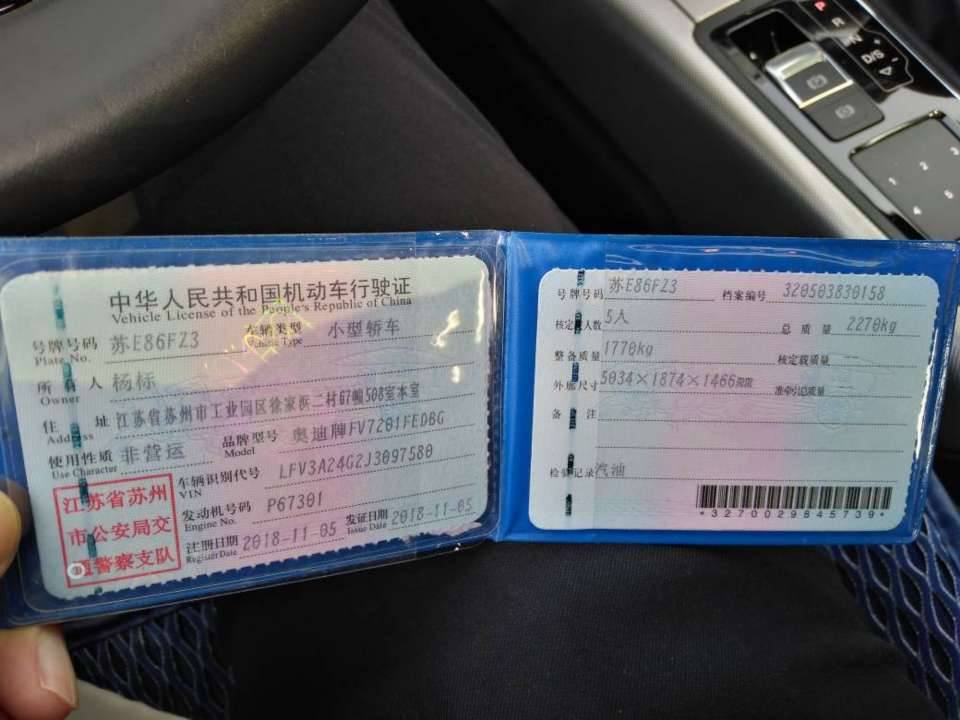 中华人民共和国机动车行驶证
Vehicle License of the People's Republic of China
号牌号码 苏E86FZ3 车辆类型 小型轿车
Plate No. Vehicle Type
所有人 杨标
Owner
住址 江苏省苏州市工业园区徐家浜二村67幢508室本室
Address
使用性质 非营运 品牌型号 奥迪牌FV7201FEDBG
Use Character Model
江苏省苏州
市公安局交
通警察支队
车辆识别代号 LFV3A24G2J3097580
VIN
发动机号码 P67301
Engine No.
注册日期 2018-11-05 发证日期 2018-11-05
Register Date Issue Date
号牌号码 苏E86FZ3 档案编号 320503830158
核定载人数 5人 总质量 2270kg
整备质量 1770kg 核定载质量 --
外廓尺寸 5034×1874×1466mm 准牵引总质量 --
备注
检验记录 汽油
*3270029845739*
P
R
N
D/S
+
-
1 2 3
4 5